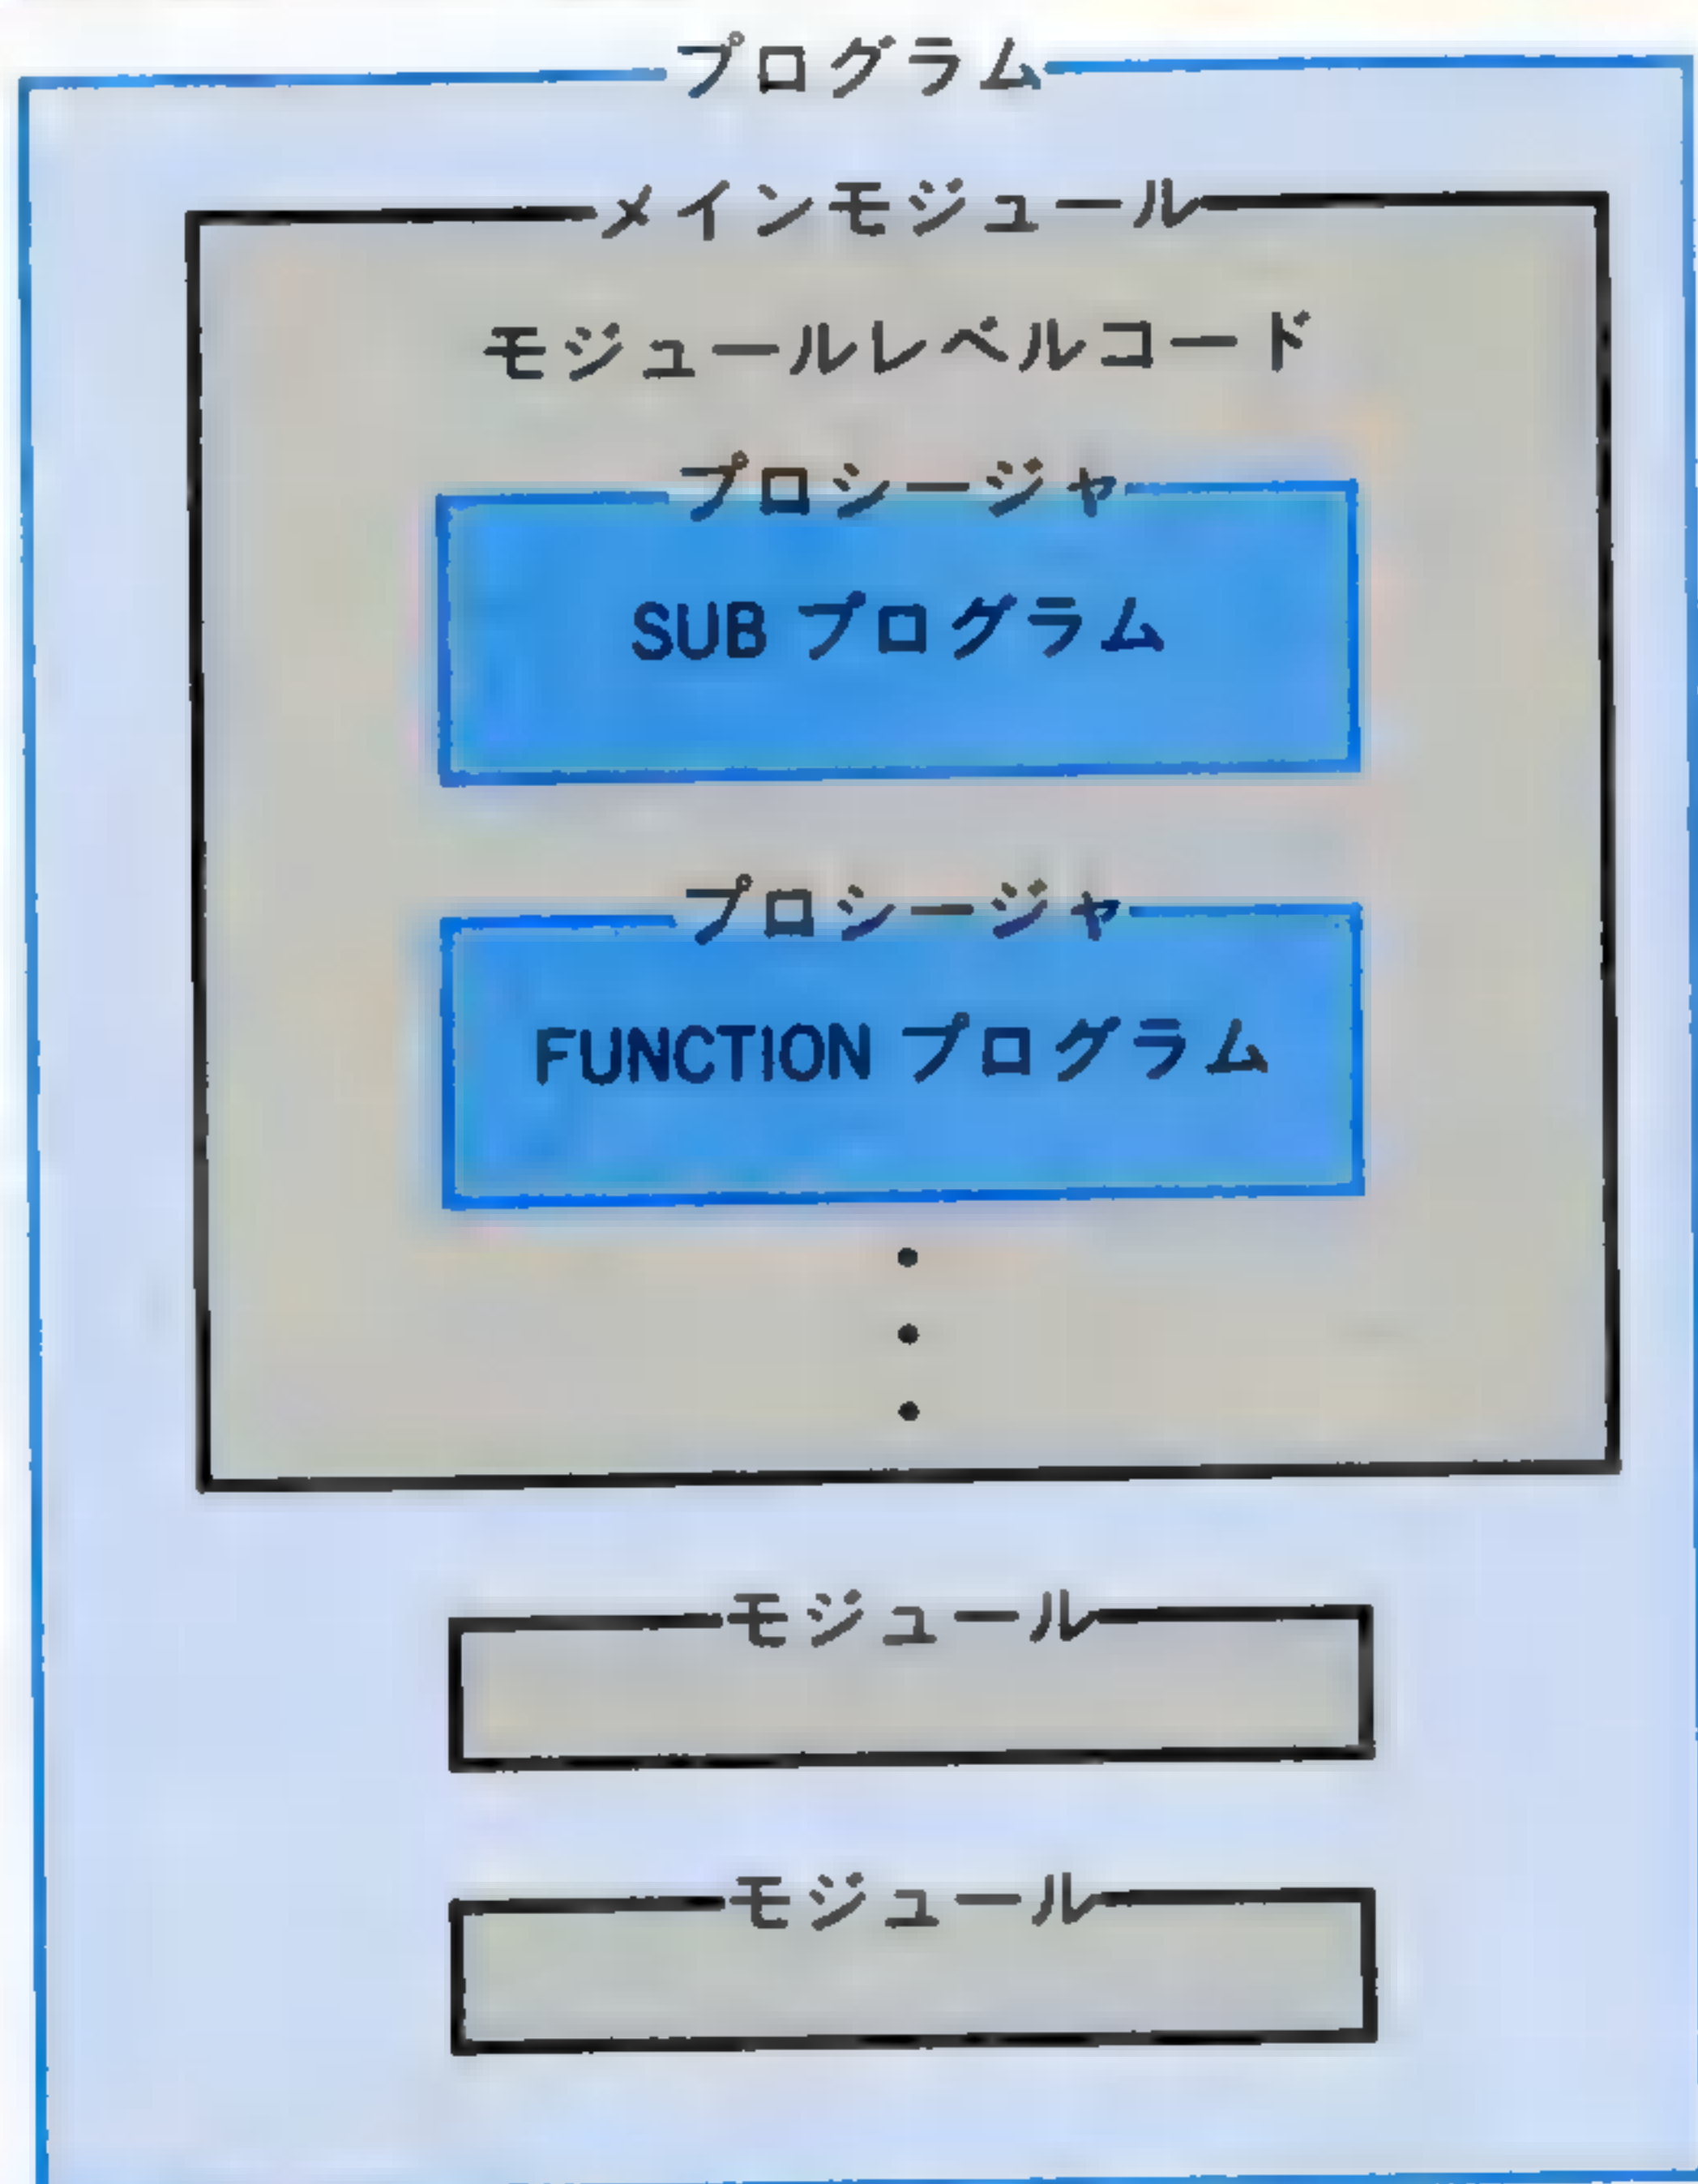 プログラム
メインモジュール
モジュールレベルコード
プロシージャ
SUB プログラム
プロシージャ
FUNCTION プログラム
モジュール
モジュール